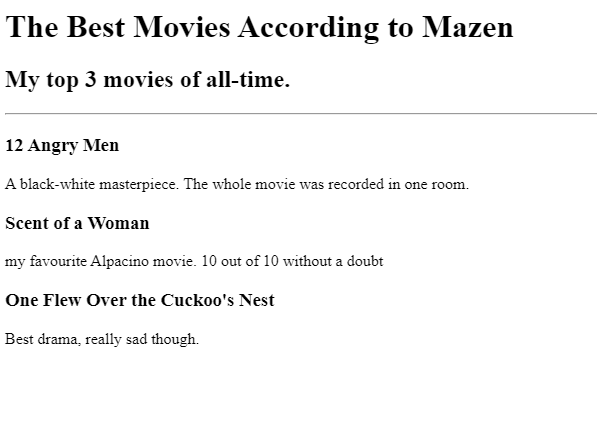 The Best Movies According to Mazen
My top 3 movies of all-time.
12 Angry Men
A black-white masterpiece. The whole movie was recorded in one room.
Scent of a Woman
my favourite Alpacino movie. 10 out of 10 without a doubt
One Flew Over the Cuckoo's Nest
Best drama, really sad though.